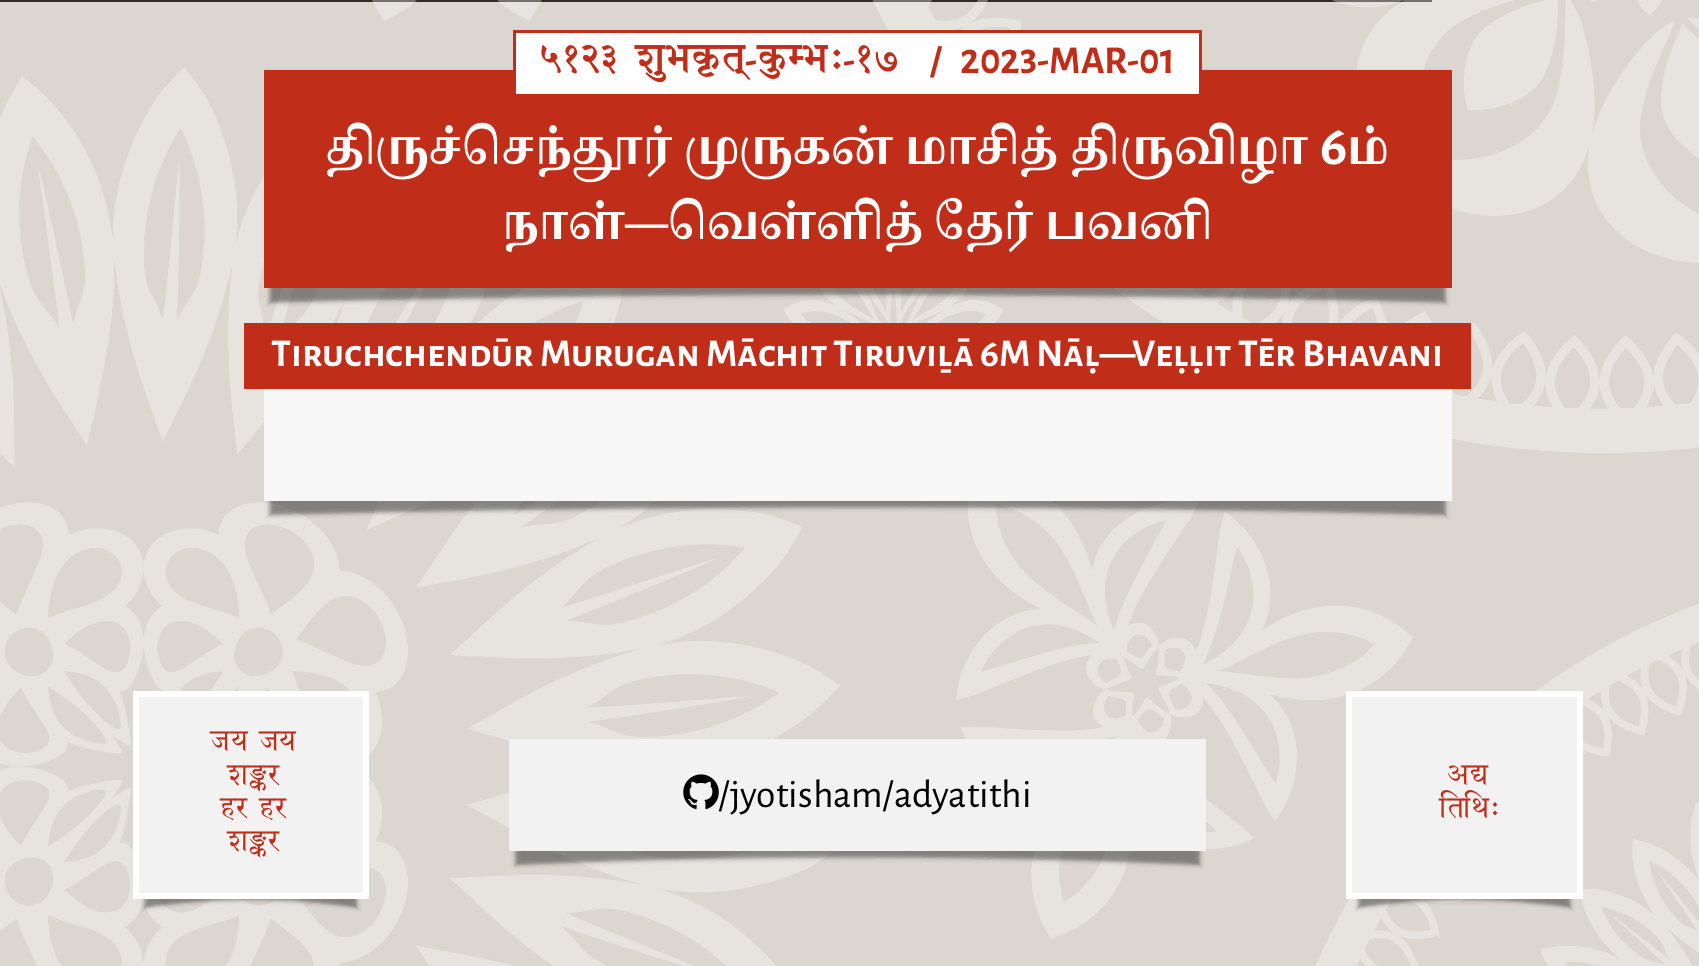 ५१२३ शुभकृत्-कुम्भः-१७ / 2023-MAR-01
திருச்செந்தூர் முருகன் மாசித் திருவிழா 6ம்
நாள்—வெள்ளித் தேர் பவனி
Tiruchchendūr Murugan Māchit Tiruviḻā 6m Nāḷ—Veḷḷit Tēr Bhavani
जय जय
शङ्कर
हर हर
शङ्कर
/jyotisham/adyatithi
अद्य
तिथिः